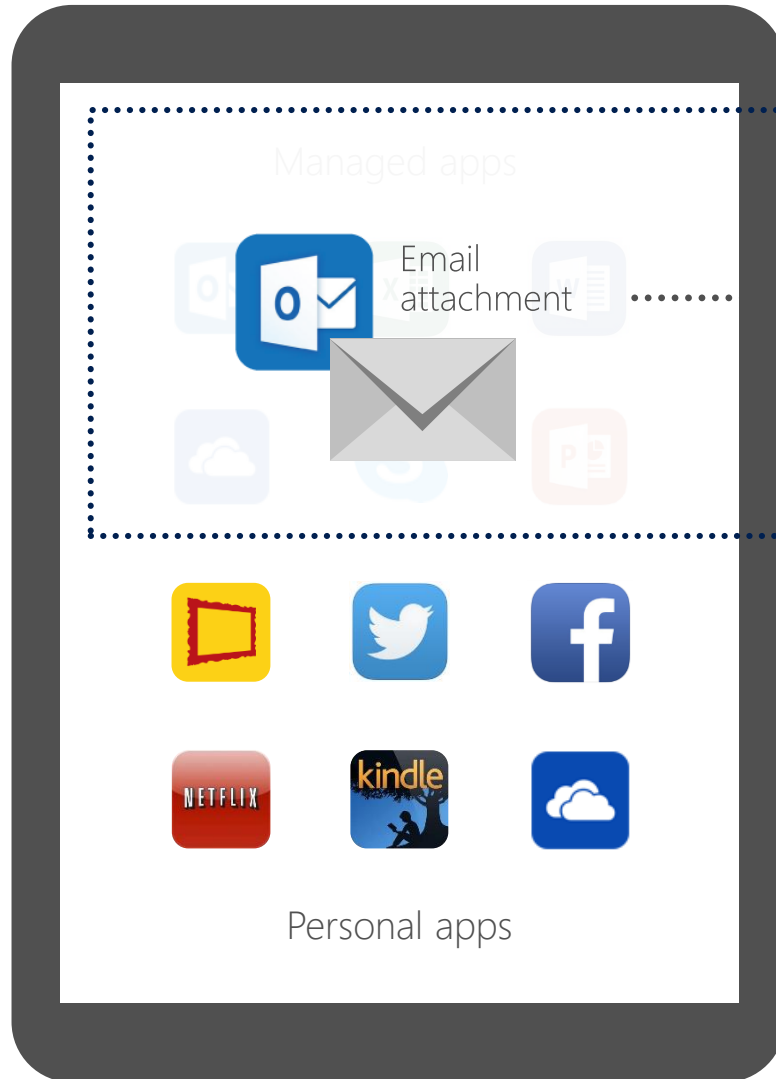 Managed apps
Email
attachment
NETFLIX
kindle
Personal apps